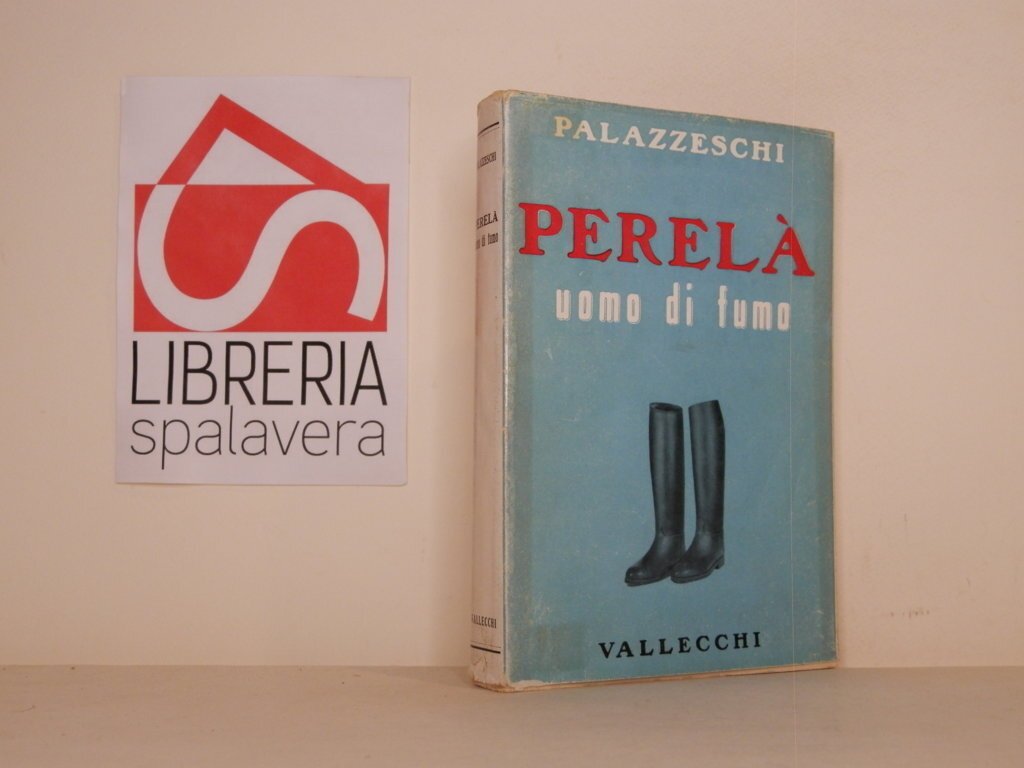 LIBRERIA
spalavera
PALAZZESCHI
PERELÀ
uomo di fumo
VALLECCHI
PERELÀ
uomo di fumo
VALLECCHI